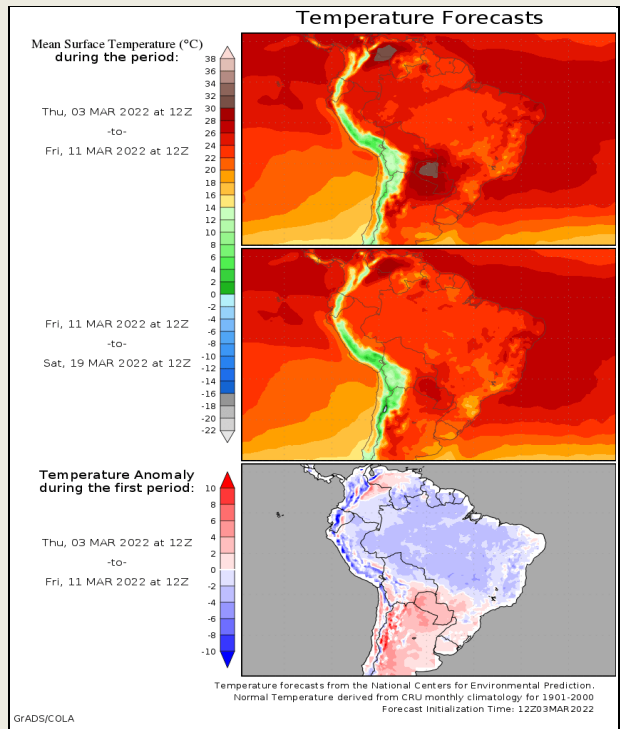 Temperature Forecasts
Mean Surface Temperature (°C)
during the period:
38
36
34
32
30
28
26
24
22
20
18
16
14
12
10
8
6
4
2
0
-2
-4
-6
-8
-10
-12
-14
-16
-18
-20
-22
Thu, 03 MAR 2022 at 12Z
-to-
Fri, 11 MAR 2022 at 12Z
Fri, 11 MAR 2022 at 12Z
-to-
Sat, 19 MAR 2022 at 12Z
Temperature Anomaly
during the first period:
10
8
6
4
2
0
-2
-4
-6
-8
-10
Thu, 03 MAR 2022 at 12Z
-to-
Fri, 11 MAR 2022 at 12Z
Temperature forecasts from the National Centers for Environmental Prediction.
Normal Temperature derived from CRU monthly climatology for 1901-2000
Forecast Initialization Time: 12Z03MAR2022
GrADS/COLA